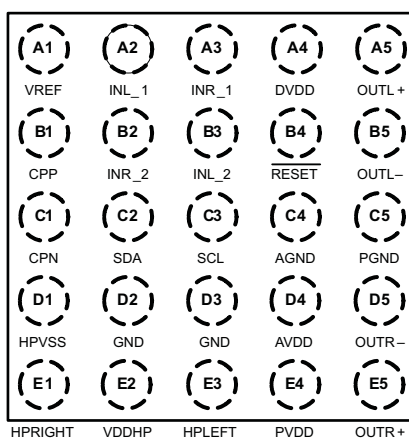 A1 A2 A3 A4 A5
VREF INL_1 INR_1 DVDD OUTL+
B1 B2 B3 B4 B5
CPP INR_2 INL_2 RESET OUTL–
C1 C2 C3 C4 C5
CPN SDA SCL AGND PGND
D1 D2 D3 D4 D5
HPVSS GND GND AVDD OUTR–
E1 E2 E3 E4 E5
HPRIGHT VDDHP HPLEFT PVDD OUTR+